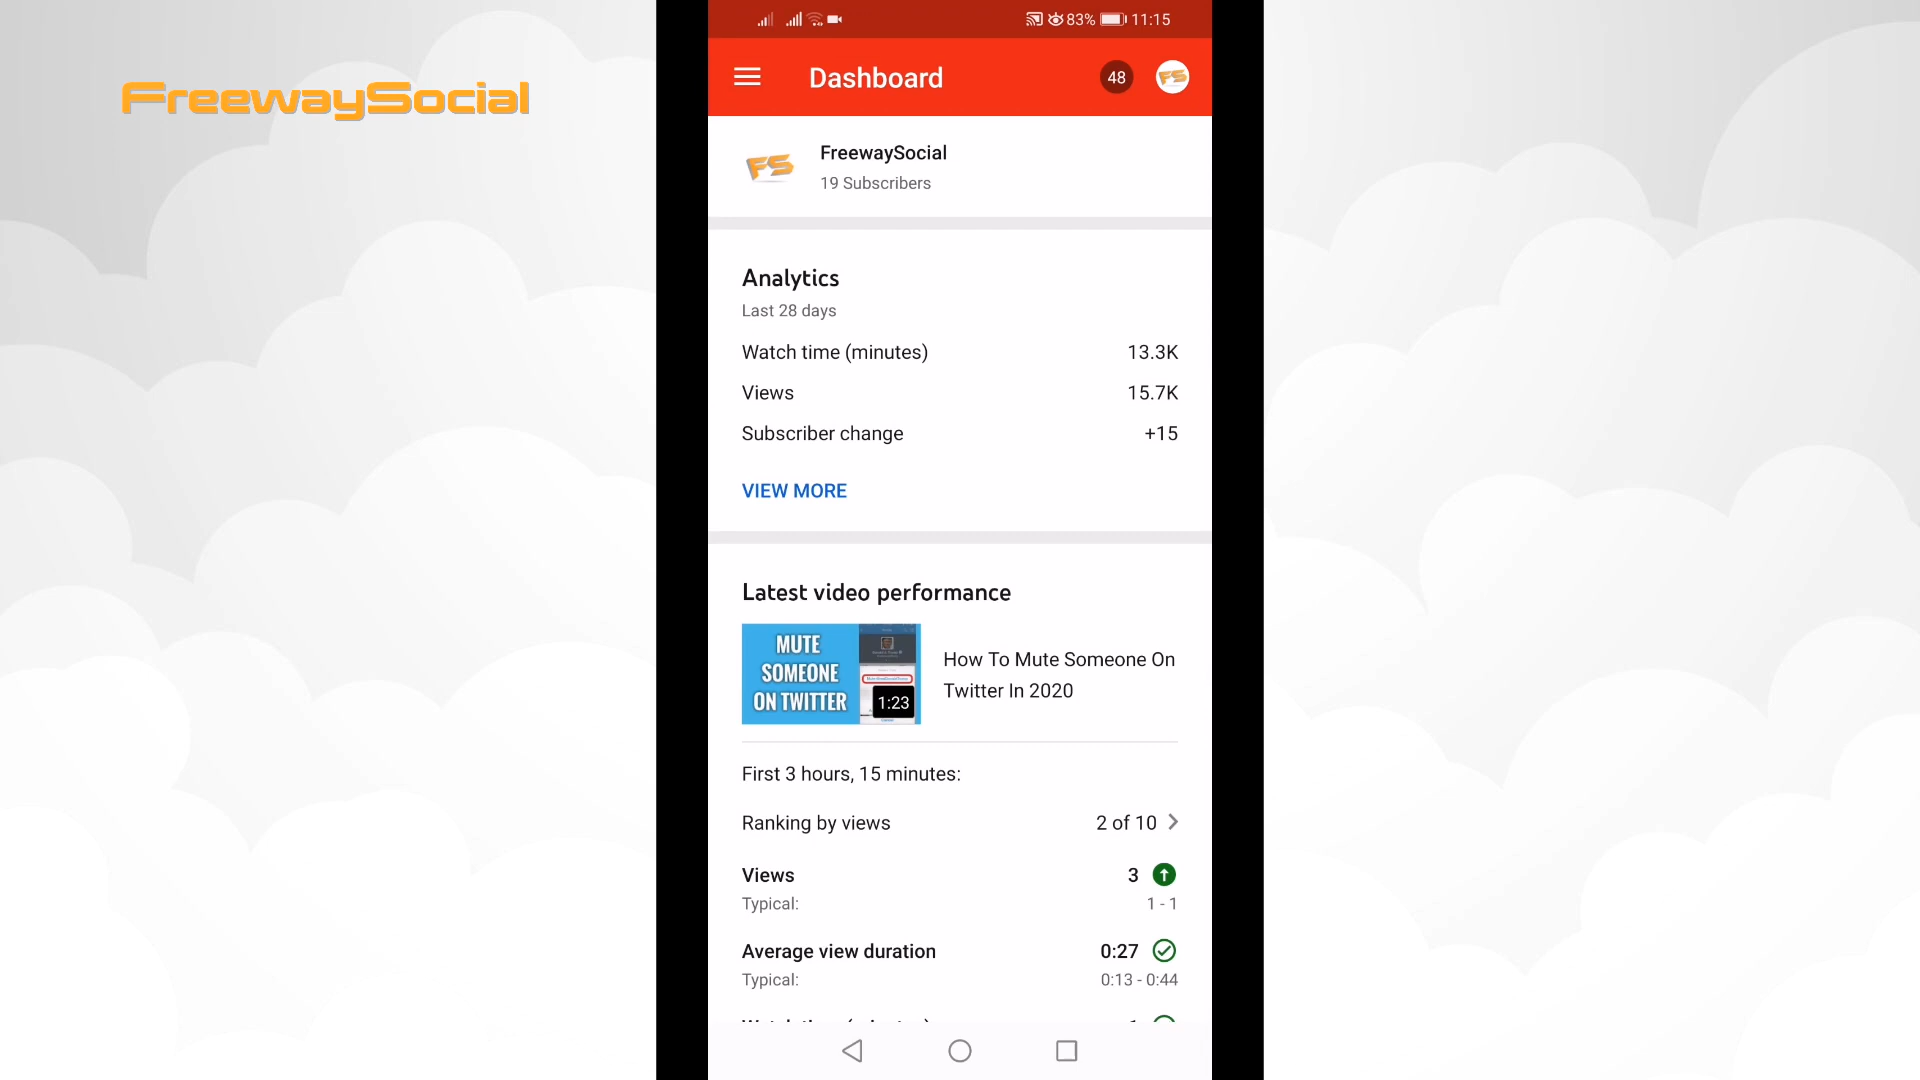 83% 11:15
FreewaySocial
Dashboard
48
FS
FS
FreewaySocial
19 Subscribers
Analytics
Last 28 days
Watch time (minutes) 13.3K
Views 15.7K
Subscriber change +15
VIEW MORE
Latest video performance
MUTE
SOMEONE
ON TWITTER
1:23
How To Mute Someone On
Twitter In 2020
First 3 hours, 15 minutes:
Ranking by views 2 of 10
Views 3
Typical: 1 - 1
Average view duration 0:27
Typical: 0:13 - 0:44